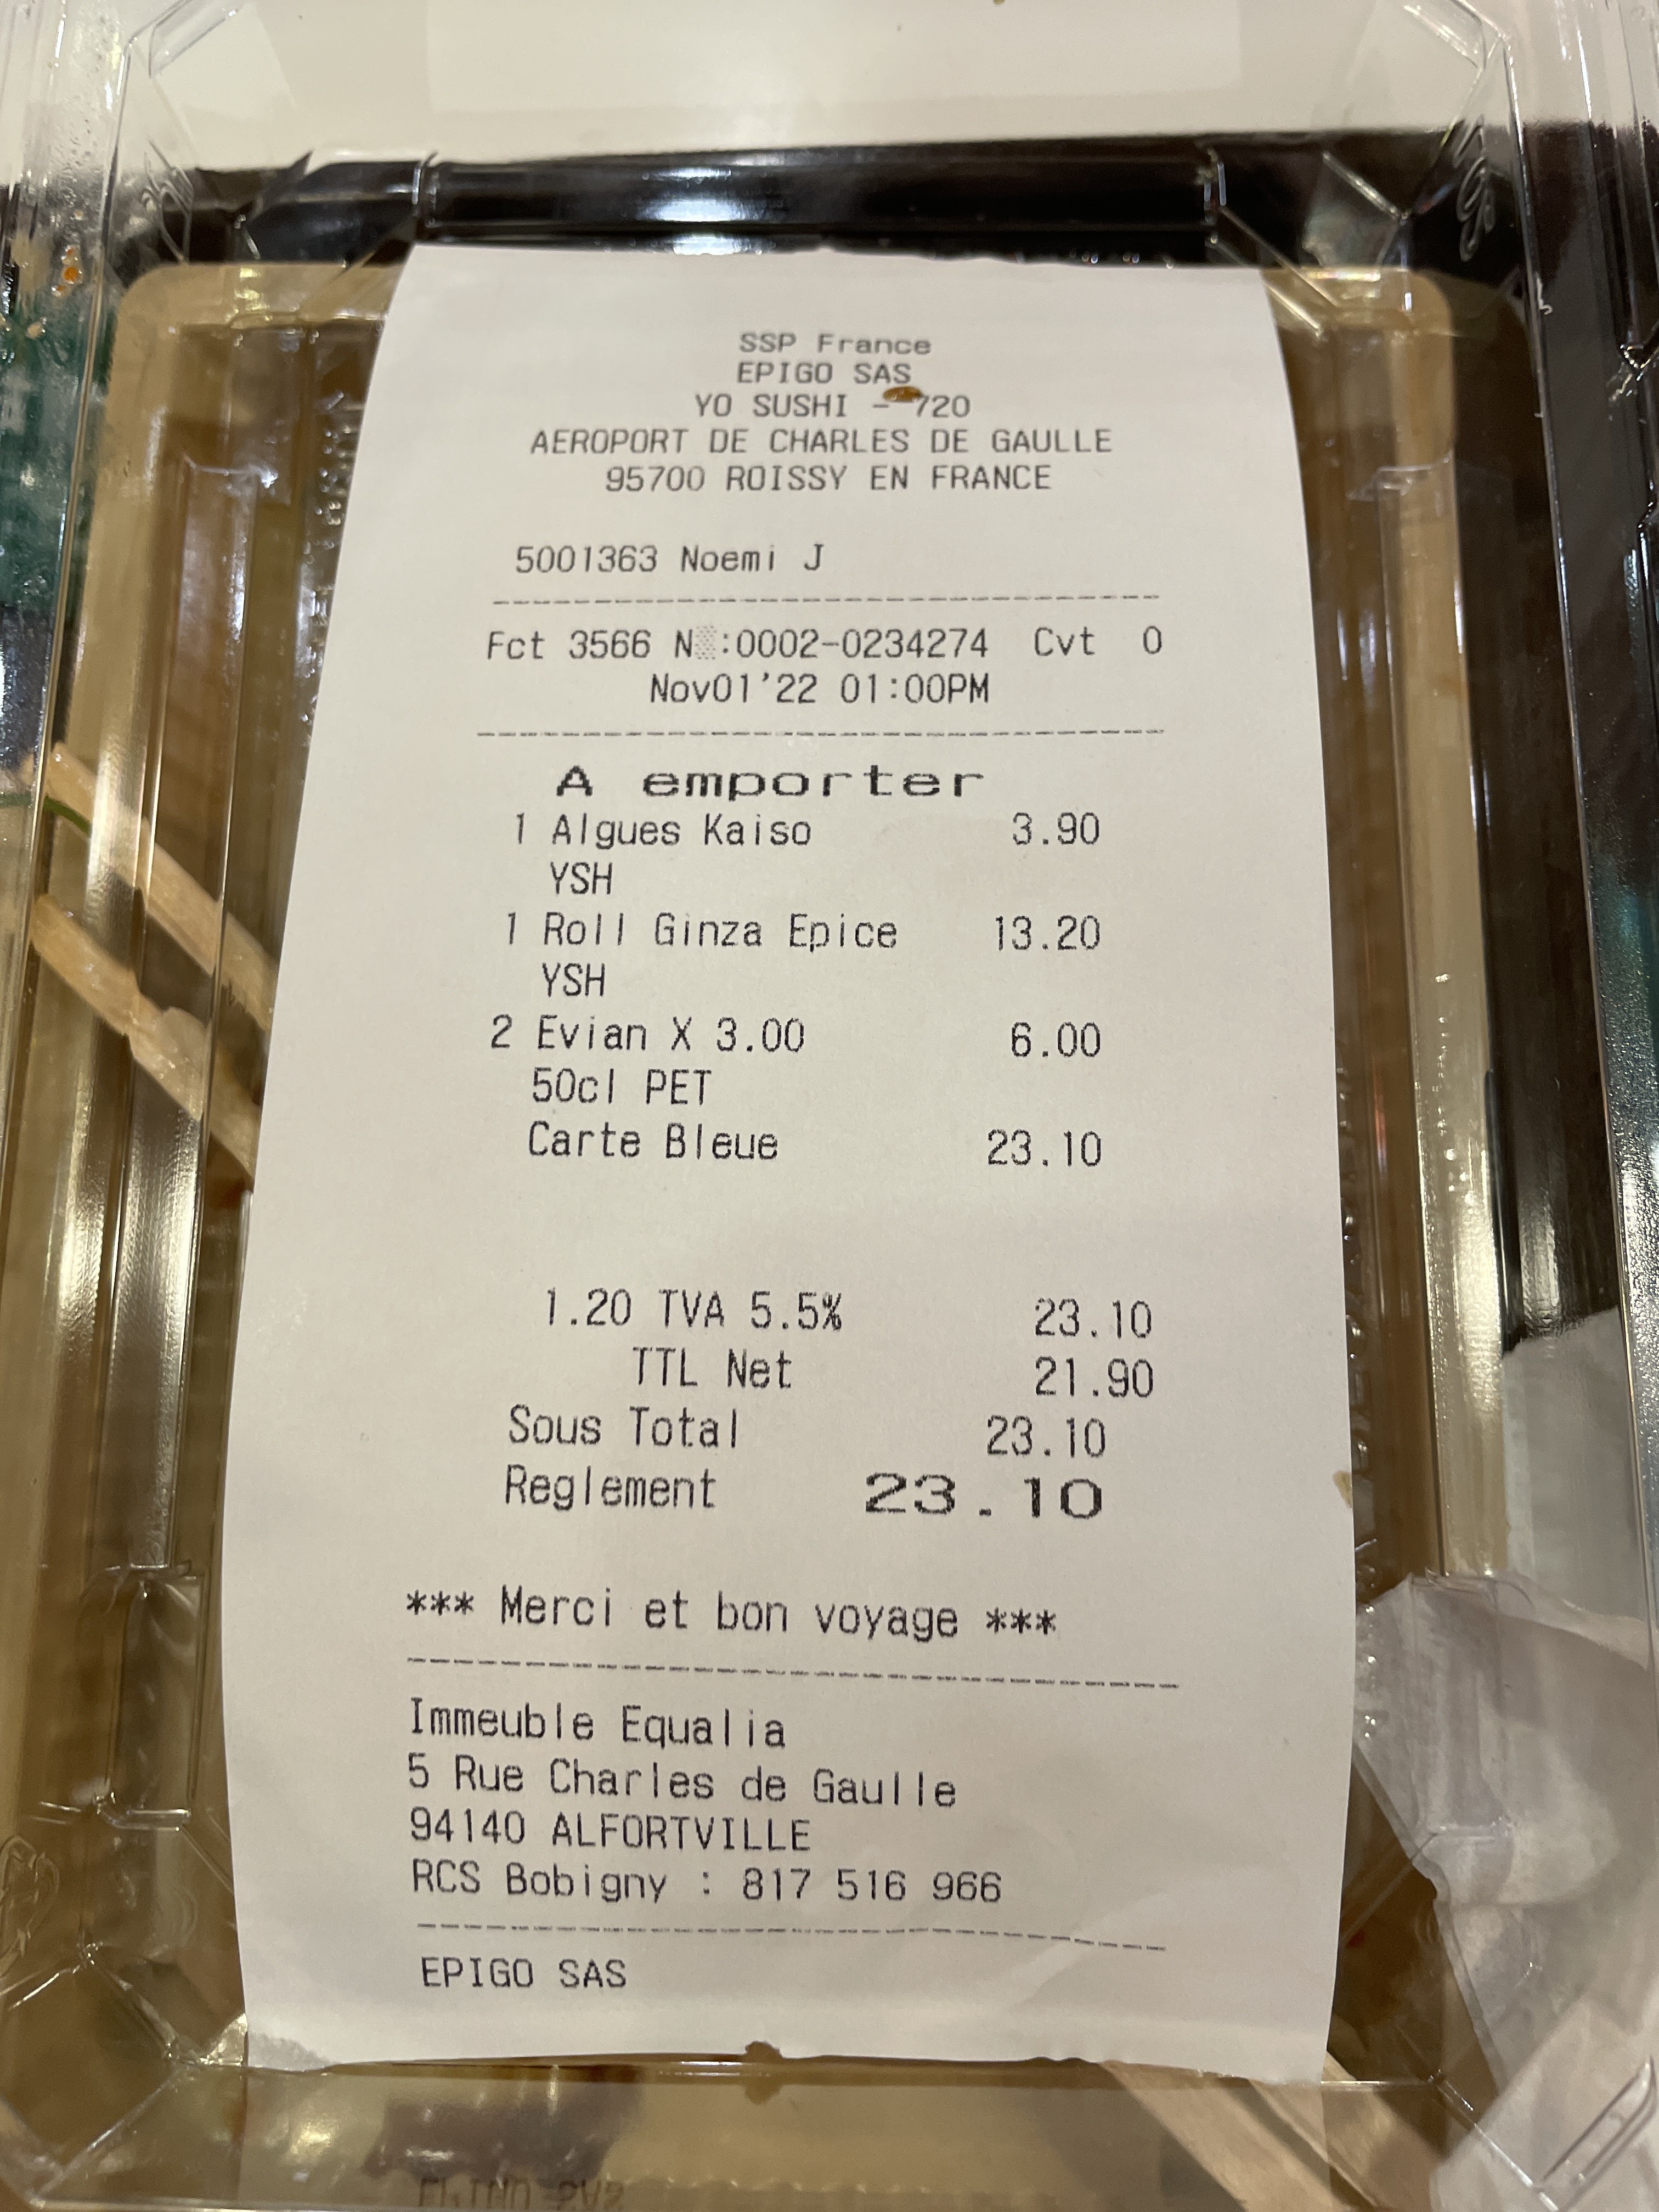 SSP France
EPIGO SAS
YO SUSHI - 720
AEROPORT DE CHARLES DE GAULLE
95700 ROISSY EN FRANCE
5001363 Noemi J
Fct 3566 N▒:0002-0234274 Cvt 0
Nov01'22 01:00PM
A emporter
1 Algues Kaiso 3.90
YSH
1 Roll Ginza Epice 13.20
YSH
2 Evian X 3.00 6.00
50cl PET
Carte Bleue 23.10
1.20 TVA 5.5% 23.10
TTL Net 21.90
Sous Total 23.10
Reglement 23.10
*** Merci et bon voyage ***
Immeuble Equalia
5 Rue Charles de Gaulle
94140 ALFORTVILLE
RCS Bobigny : 817 516 966
EPIGO SAS